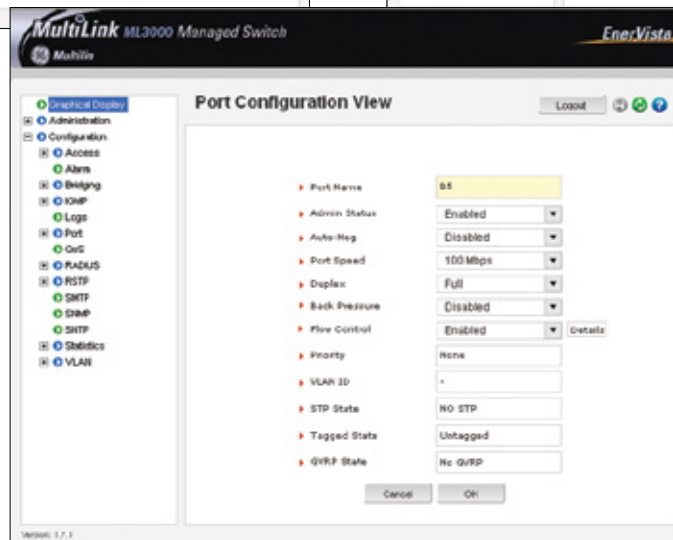 MultiLink ML3000 Managed Switch
EnerVista
Multilin
Graphical Display
Administration
Configuration
Access
Alarm
Bridging
IGMP
Logs
Port
QoS
RADIUS
RSTP
SMTP
SNMP
SNTP
Statistics
VLAN
Port Configuration View
Logout
Port Name
Admin Status Enabled
Auto-Neg Disabled
Port Speed 100 Mbps
Duplex Full
Back Pressure Disabled
Flow Control Enabled Details
Priority None
VLAN ID -
STP State NO STP
Tagged State Untagged
GVRP State No GVRP
Cancel OK
Version: 1.7.1